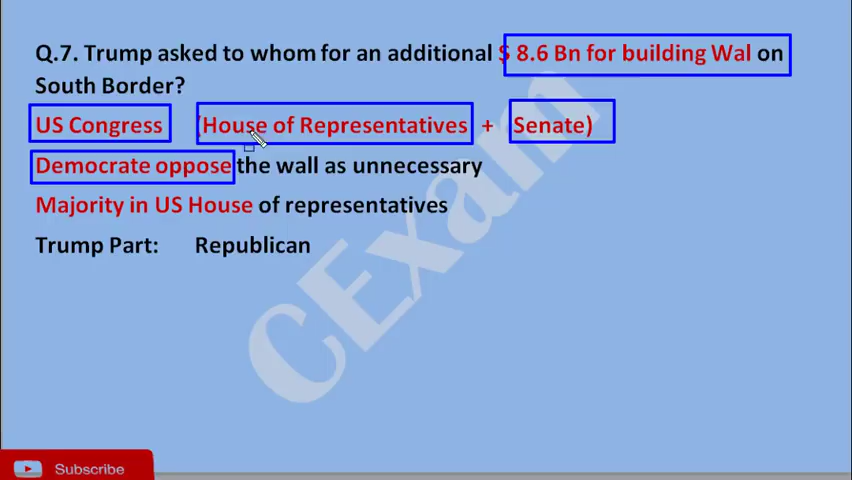 Q.7. Trump asked to whom for an additional $ 8.6 Bn for building Wal on
South Border?
US Congress (House of Representatives + Senate)
Democrate oppose the wall as unnecessary
Majority in US House of representatives
Trump Part: Republican
CExam
Subscribe